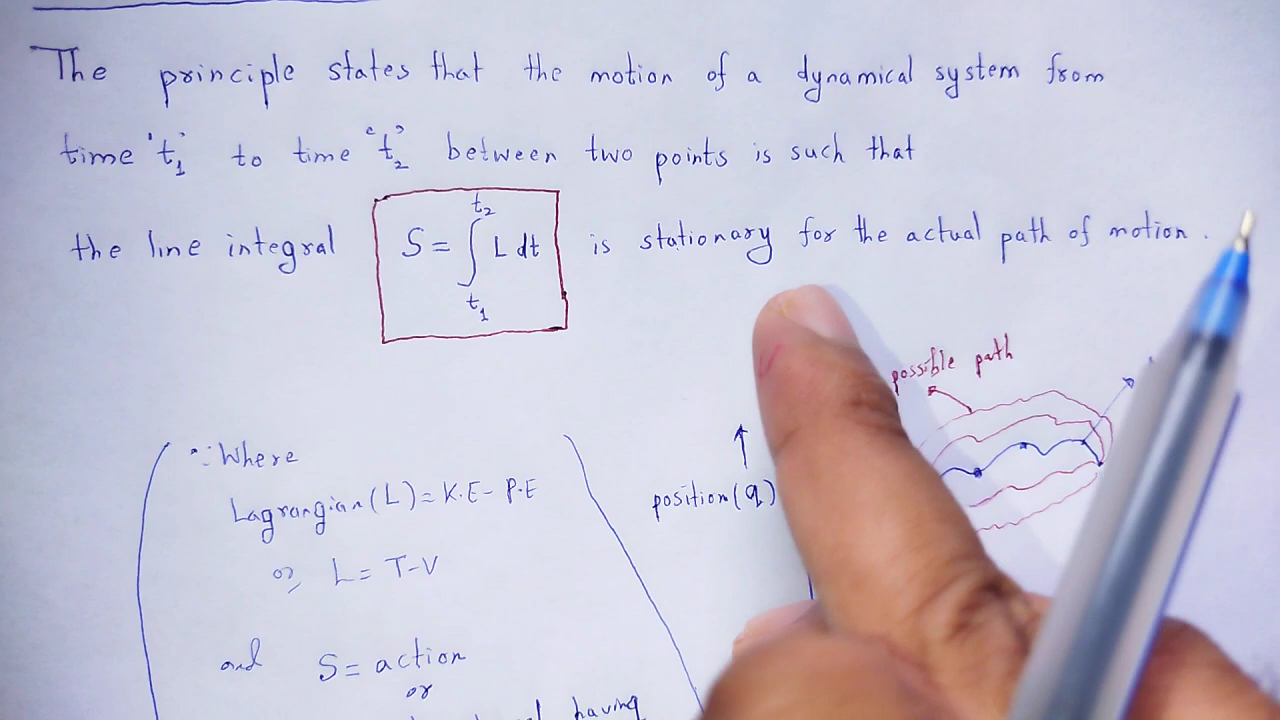 The principle states that the motion of a dynamical system from
time 't₁' to time 't₂' between two points is such that
the line integral S = ∫ₜ₁ᵗ₂ L dt is stationary for the actual path of motion.
possible path
∵ Where
Lagrangian (L) = K.E - P.E
position (q)
or, L = T-V
and S = action
or
having